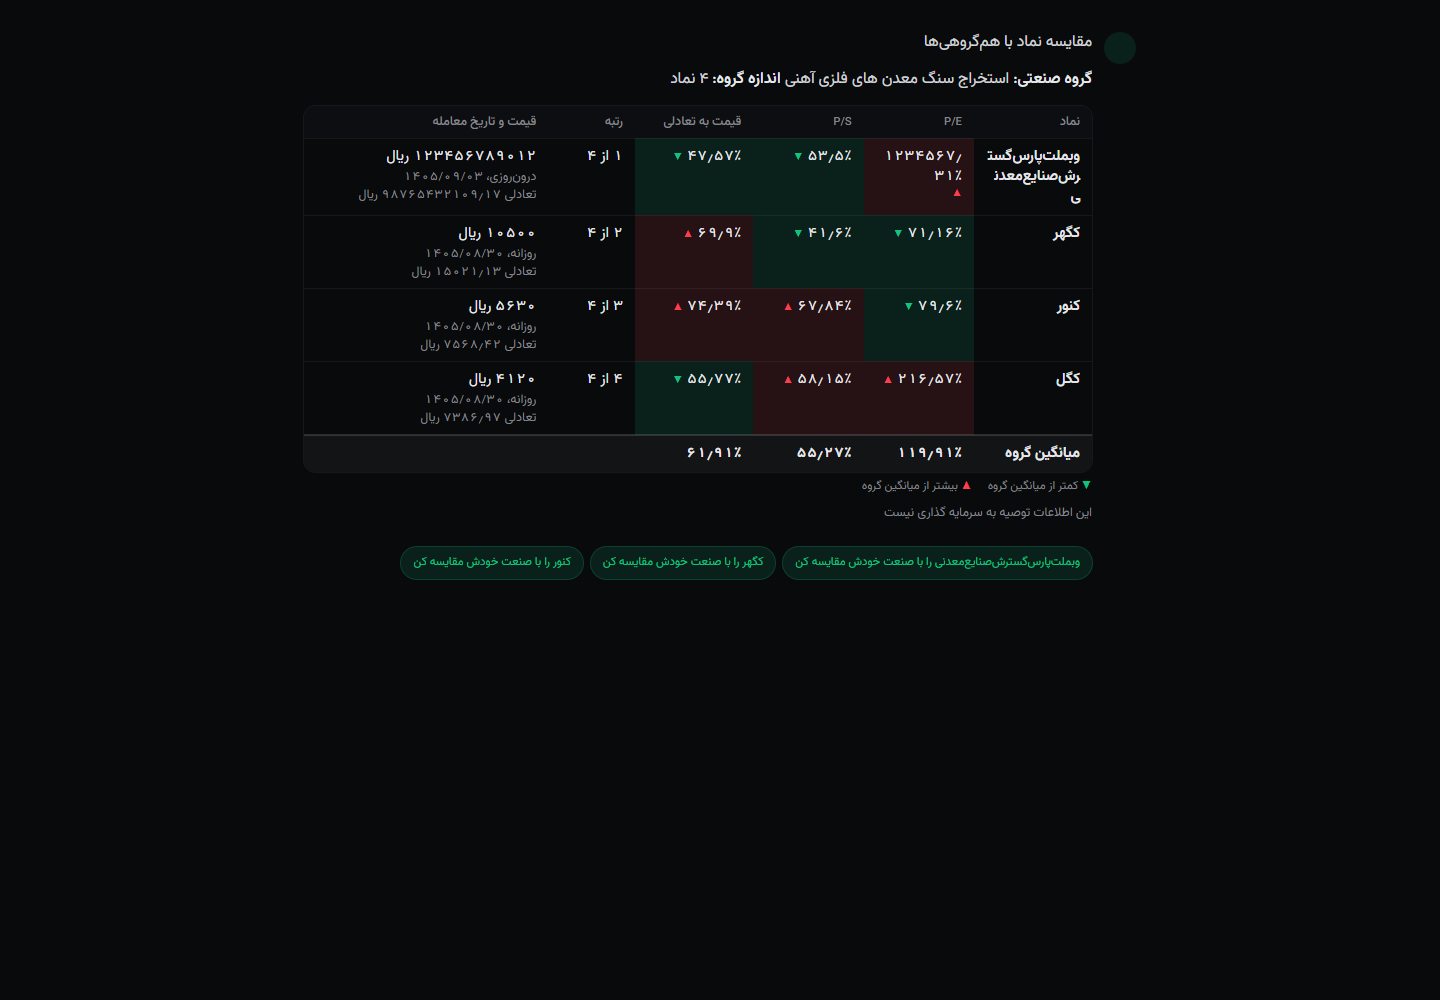 مقایسه نماد با هم‌گروهی‌ها
گروه صنعتی: استخراج سنگ معدن های فلزی آهنی اندازه گروه: ۴ نماد
نماد P/E P/S قیمت به تعادلی رتبه قیمت و تاریخ معامله
وبملت‌پارس‌گست
رش‌صنایع‌معدن
ی
۱۲۳۴۵۶۷٫
۳۱٪
▲
۵۳٫۵٪ ▼
۴۷٫۵۷٪ ▼
۱ از ۴
۱۲۳۴۵۶۷۸۹۰۱۲ ریال
درون‌روزی، ۱۴۰۵/۰۹/۰۳
تعادلی ۹۸۷۶۵۴۳۲۱۰۹٫۱۷ ریال
کگهر ۷۱٫۱۶٪ ▼ ۴۱٫۶٪ ▼ ۶۹٫۹٪ ▲ ۲ از ۴ ۱۰۵۰۰ ریال
روزانه، ۱۴۰۵/۰۸/۳۰
تعادلی ۱۵۰۲۱٫۱۳ ریال
کنور ۷۹٫۶٪ ▼ ۶۷٫۸۴٪ ▲ ۷۴٫۳۹٪ ▲ ۳ از ۴ ۵۶۳۰ ریال
روزانه، ۱۴۰۵/۰۸/۳۰
تعادلی ۷۵۶۸٫۴۲ ریال
کگل ۲۱۶٫۵۷٪ ▲ ۵۸٫۱۵٪ ▲ ۵۵٫۷۷٪ ▼ ۴ از ۴ ۴۱۲۰ ریال
روزانه، ۱۴۰۵/۰۸/۳۰
تعادلی ۷۳۸۶٫۹۷ ریال
میانگین گروه ۱۱۹٫۹۱٪ ۵۵٫۲۷٪ ۶۱٫۹۱٪
▼ کمتر از میانگین گروه ▲ بیشتر از میانگین گروه
این اطلاعات توصیه به سرمایه گذاری نیست
وبملت‌پارس‌گسترش‌صنایع‌معدنی را با صنعت خودش مقایسه کن
کگهر را با صنعت خودش مقایسه کن
کنور را با صنعت خودش مقایسه کن